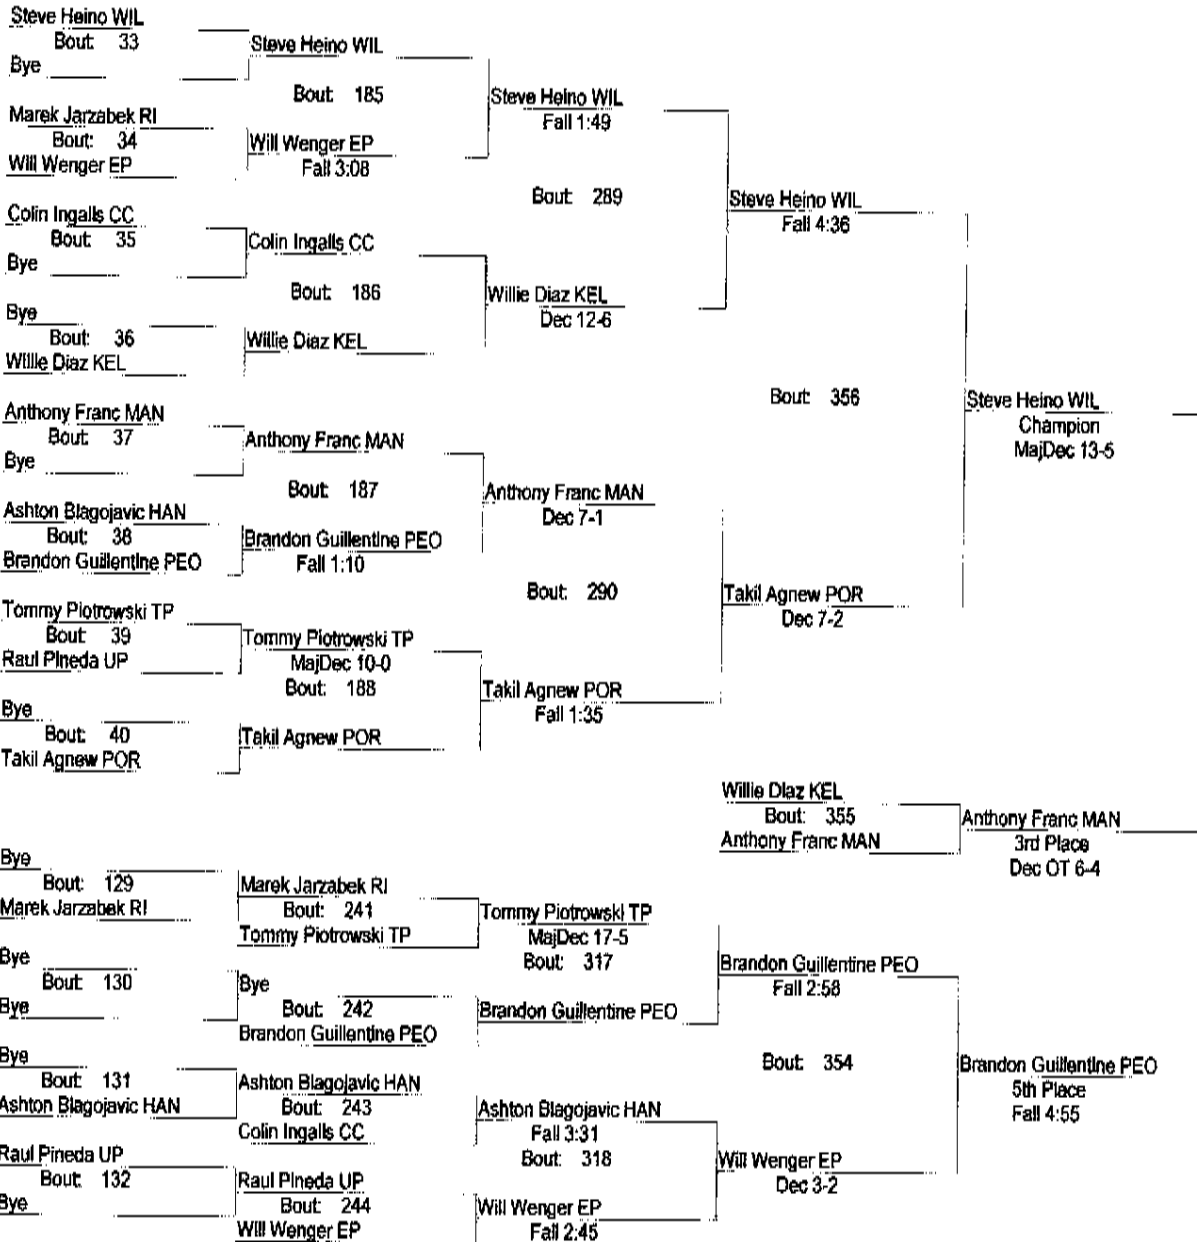 Steve Heino WIL
Bout: 33
Bye
Steve Heino WIL
Bout: 185
Marek Jarzabek RI
Bout: 34
Will Wenger EP
Will Wenger EP
Fall 3:08
Steve Heino WIL
Fall 1:49
Bout: 289
Colin Ingalls CC
Bout: 35
Bye
Colin Ingalls CC
Bout: 186
Bye
Bout: 36
Willie Diaz KEL
Willie Diaz KEL
Willie Diaz KEL
Dec 12-6
Steve Heino WIL
Fall 4:36
Bout: 356
Anthony Franc MAN
Bout: 37
Bye
Anthony Franc MAN
Bout: 187
Ashton Blagojavic HAN
Bout: 38
Brandon Guillentine PEO
Brandon Guillentine PEO
Fall 1:10
Anthony Franc MAN
Dec 7-1
Bout: 290
Tommy Piotrowski TP
Bout: 39
Raul Pineda UP
Tommy Piotrowski TP
MajDec 10-0
Bout: 188
Bye
Bout: 40
Takil Agnew POR
Takil Agnew POR
Takil Agnew POR
Fall 1:35
Takil Agnew POR
Dec 7-2
Steve Heino WIL
Champion
MajDec 13-5
Willie Diaz KEL
Bout: 355
Anthony Franc MAN
Anthony Franc MAN
3rd Place
Dec OT 6-4
Bye
Bout: 129
Marek Jarzabek RI
Marek Jarzabek RI
Bout: 241
Tommy Piotrowski TP
Tommy Piotrowski TP
MajDec 17-5
Bout: 317
Bye
Bout: 130
Bye
Bye
Bout: 242
Brandon Guillentine PEO
Brandon Guillentine PEO
Brandon Guillentine PEO
Fall 2:58
Bout: 354
Bye
Bout: 131
Ashton Blagojavic HAN
Ashton Blagojavic HAN
Bout: 243
Colin Ingalls CC
Ashton Blagojavic HAN
Fall 3:31
Bout: 318
Raul Pineda UP
Bout: 132
Bye
Raul Pineda UP
Bout: 244
Will Wenger EP
Will Wenger EP
Fall 2:45
Will Wenger EP
Dec 3-2
Brandon Guillentine PEO
5th Place
Fall 4:55